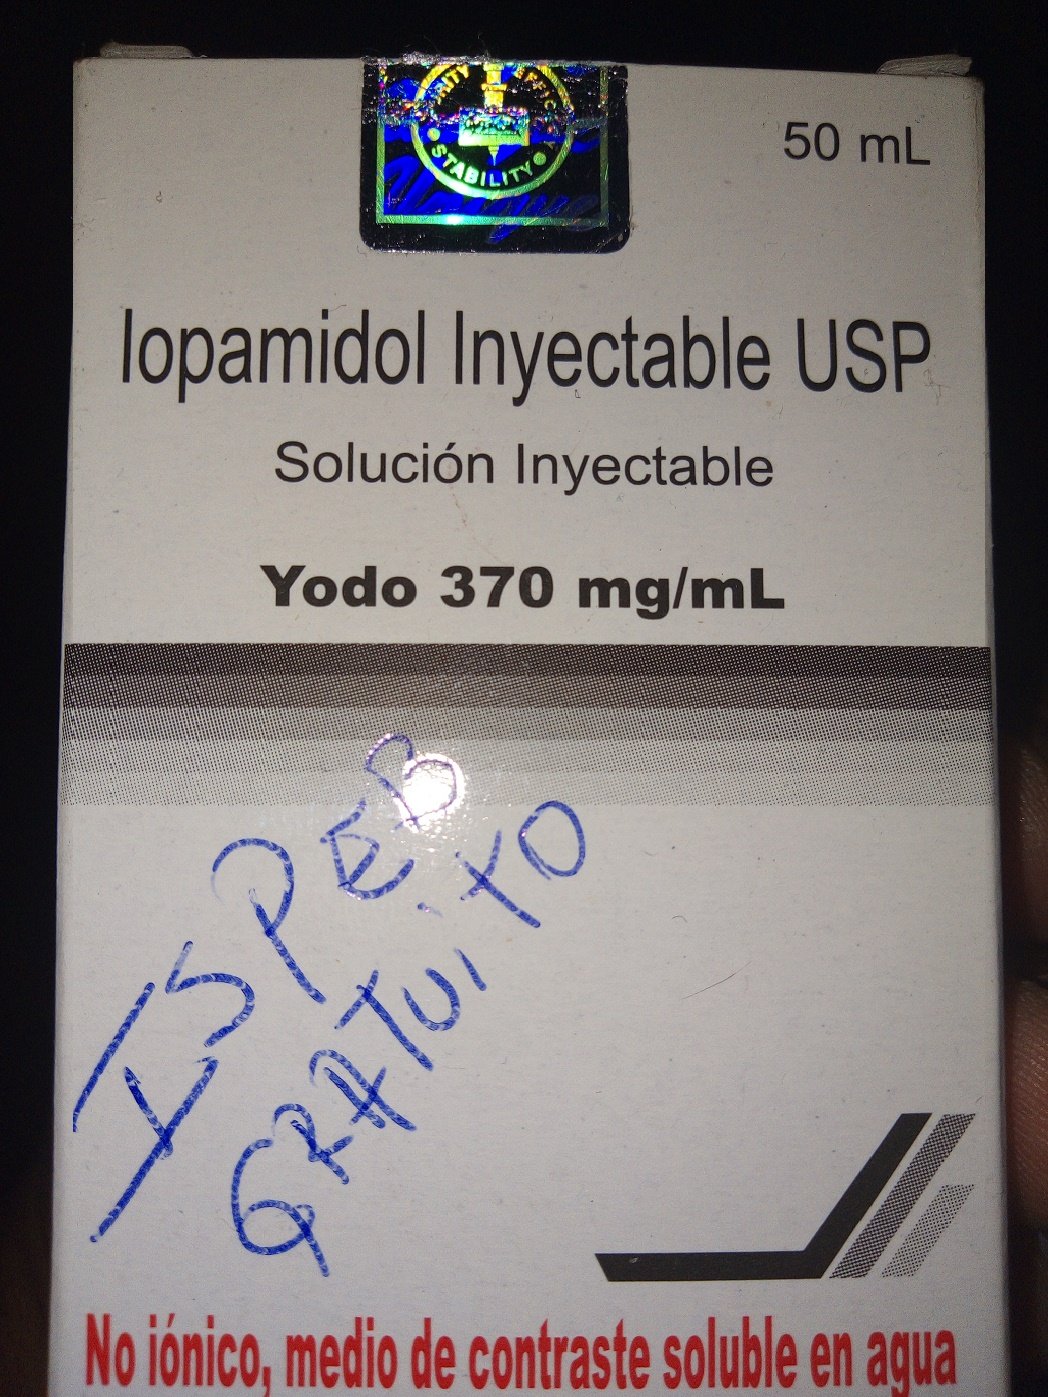 STABILITY
50 mL
Iopamidol Inyectable USP
Solución Inyectable
Yodo 370 mg/mL
GRATUITO
No iónico, medio de contraste soluble en agua